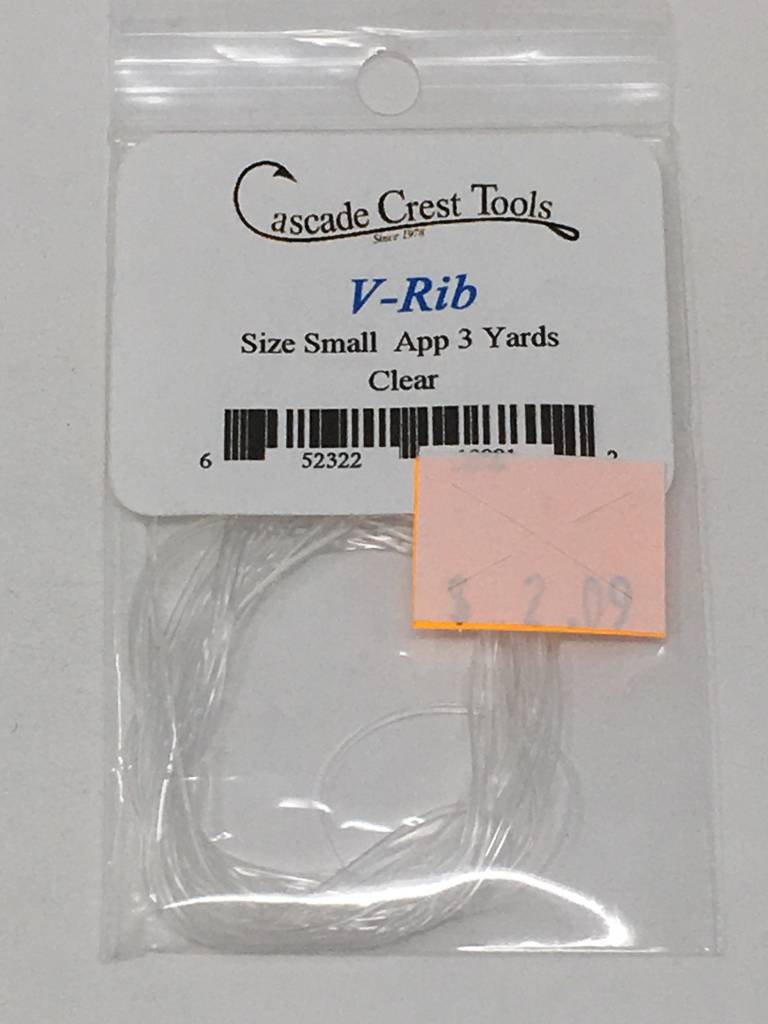 Cascade Crest Tools
Since 1978
V-Rib
Size Small App 3 Yards
Clear
6 52322
$ 2.09